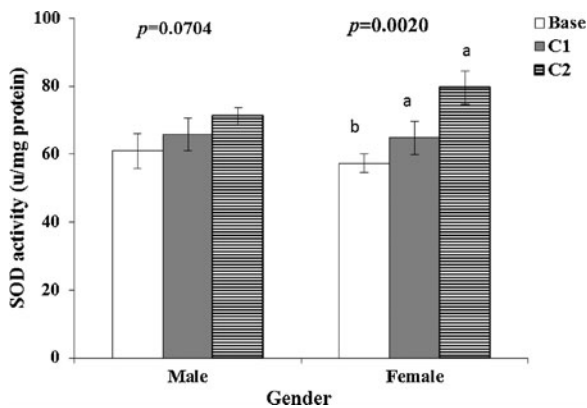 100
80
60
40
20
0
SOD activity (u/mg protein)
p=0.0704
p=0.0020
b
a
a
Base
C1
C2
Male
Female
Gender